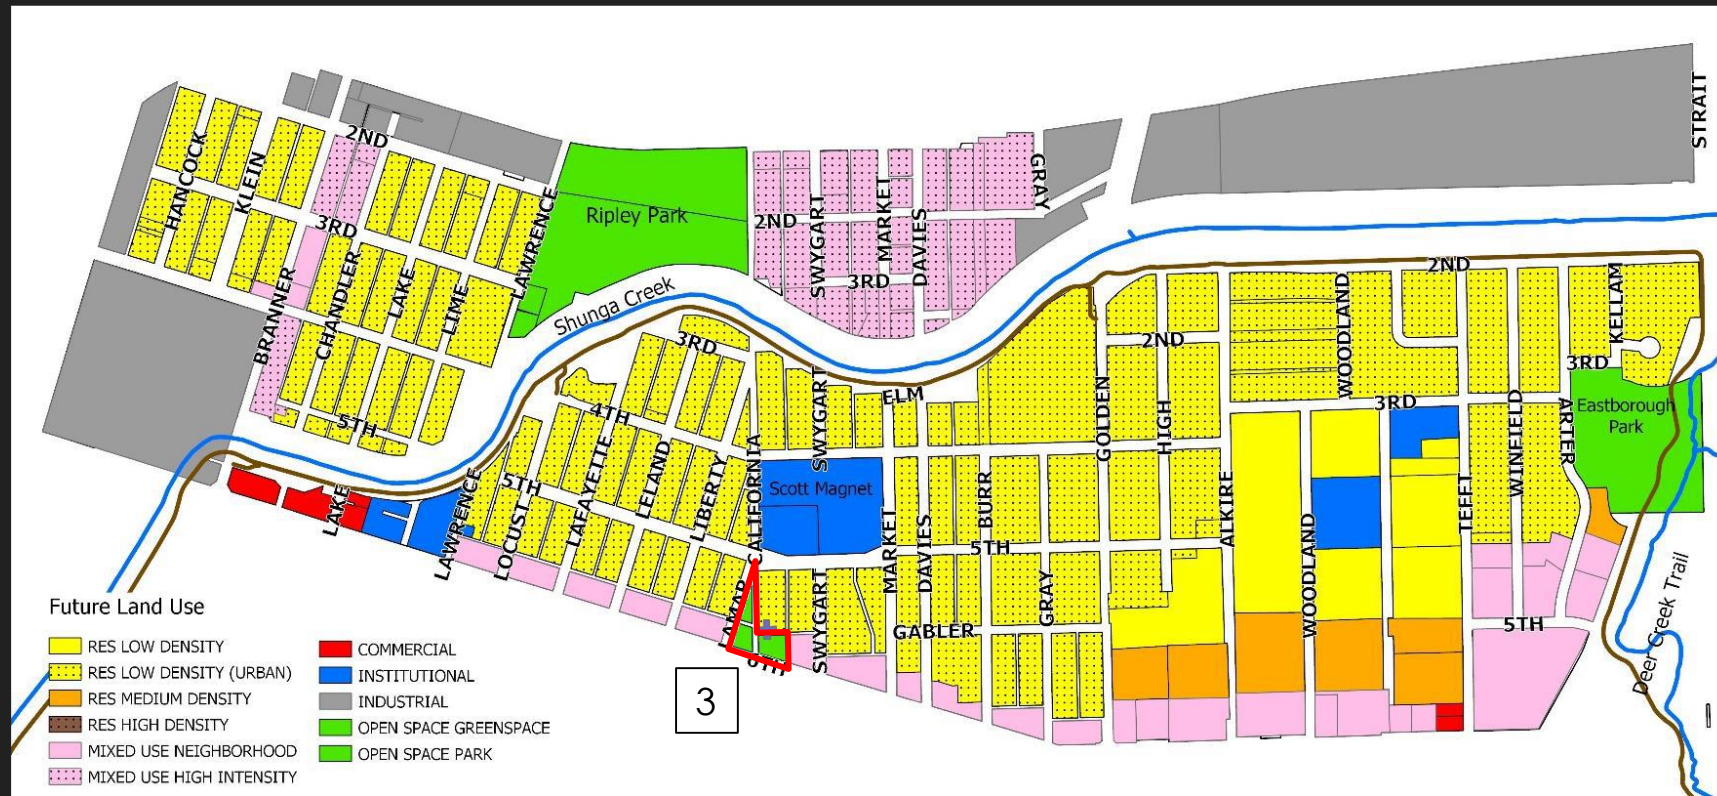 STRAIT
2ND
HANCOCK
KLEIN
GRAY
LAWRENCE
Ripley Park
2ND
SWYGART
MARKET
DAVIES
3RD
3RD
BRANNER
CHANDLER
LAKE
LIME
Shunga Creek
2ND
WOODLAND
KELLAM
3RD
2ND
3RD
ELM
SWYGART
GOLDEN
HIGH
3RD
WINFIELD
ARTER
Eastborough
Park
5TH
4TH
LAFAYETTE
LELAND
LIBERTY
CALIFORNIA
Scott Magnet
5TH
LAKE
LAWRENCE
LOCUST
MARKET
DAVIES
BURR
5TH
ALKIRE
TEFFT
WOODLAND
GRAY
LAMAR
SWYGART
GABLER
6TH
5TH
Deer Creek Trail
3
Future Land Use
RES LOW DENSITY
RES LOW DENSITY (URBAN)
RES MEDIUM DENSITY
RES HIGH DENSITY
MIXED USE NEIGHBORHOOD
MIXED USE HIGH INTENSITY
COMMERCIAL
INSTITUTIONAL
INDUSTRIAL
OPEN SPACE GREENSPACE
OPEN SPACE PARK